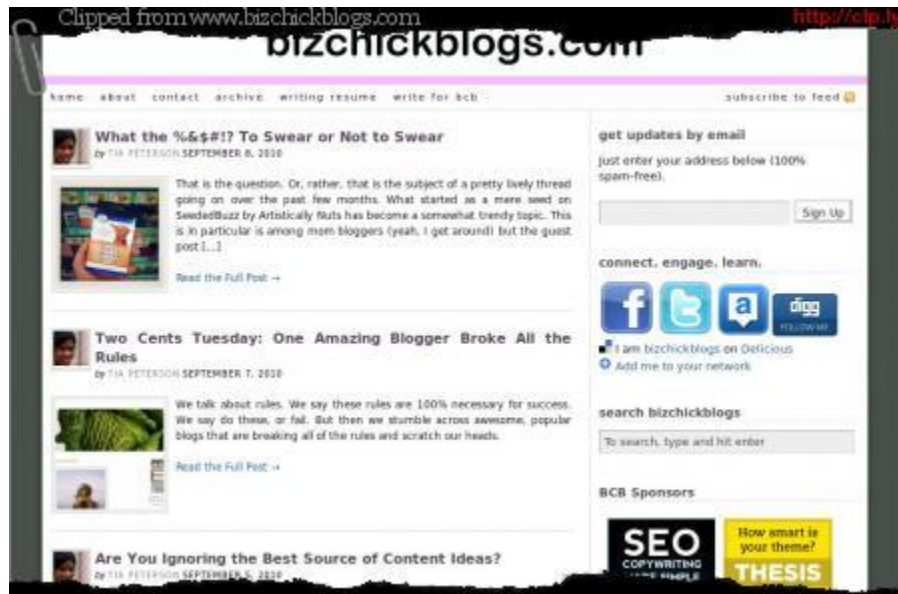 Clipped from www.bizchickblogs.com
http://clp.ly
bizchickblogs.com
home about contact archive writing resume write for bcb
subscribe to feed
What the %&$#!? To Swear or Not to Swear
by TIA PETERSON SEPTEMBER 8, 2010
That is the question. Or, rather, that is the subject of a pretty lively thread
going on over the past few months. What started as a mere seed on
SeededBuzz by Artistically Nuts has become a somewhat trendy topic. This
is in particular is among mom bloggers (yeah, I get around) but the guest
post [...]
Read the Full Post →
Two Cents Tuesday: One Amazing Blogger Broke All the
Rules
by TIA PETERSON SEPTEMBER 7, 2010
We talk about rules. We say these rules are 100% necessary for success.
We say do these, or fail. But then we stumble across awesome, popular
blogs that are breaking all of the rules and scratch our heads.
Read the Full Post →
Are You Ignoring the Best Source of Content Ideas?
by TIA PETERSON SEPTEMBER 5, 2010
get updates by email
Just enter your address below (100%
spam-free).
Sign Up
connect. engage. learn.
f
t
a
digg
FOLLOW ME
I am bizchickblogs on Delicious
Add me to your network
search bizchickblogs
To search, type and hit enter
BCB Sponsors
SEO
COPYWRITING
MADE SIMPLE
How smart is
your theme?
THESIS